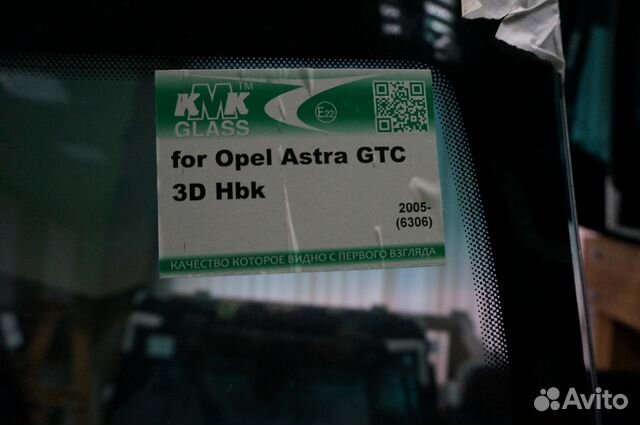 KMK™
GLASS
E22
for Opel Astra GTC
3D Hbk
2005-
(6306)
КАЧЕСТВО КОТОРОЕ ВИДНО С ПЕРВОГО ВЗГЛЯДА
Avito